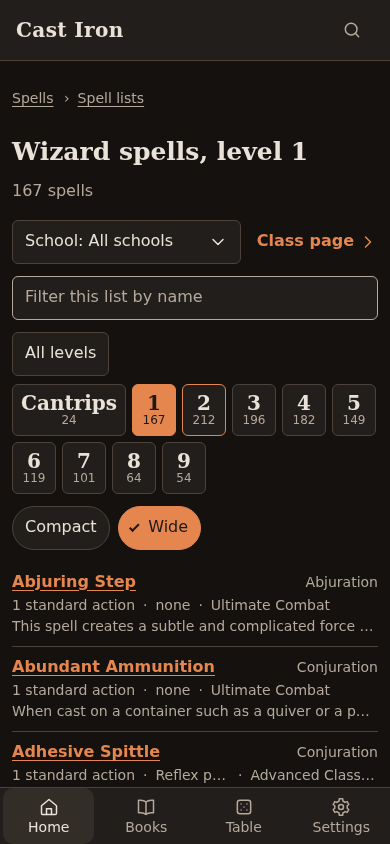 Cast Iron
Spells › Spell lists
Wizard spells, level 1
167 spells
School: All schools
Class page
Filter this list by name
All levels
Cantrips 1 2 3 4 5
24 167 212 196 182 149
6 7 8 9
119 101 64 54
Compact Wide
Abjuring Step Abjuration
1 standard action · none · Ultimate Combat
This spell creates a subtle and complicated force ...
Abundant Ammunition Conjuration
1 standard action · none · Ultimate Combat
When cast on a container such as a quiver or a p...
Adhesive Spittle Conjuration
1 standard action · Reflex p... · Advanced Class...
Home Books Table Settings